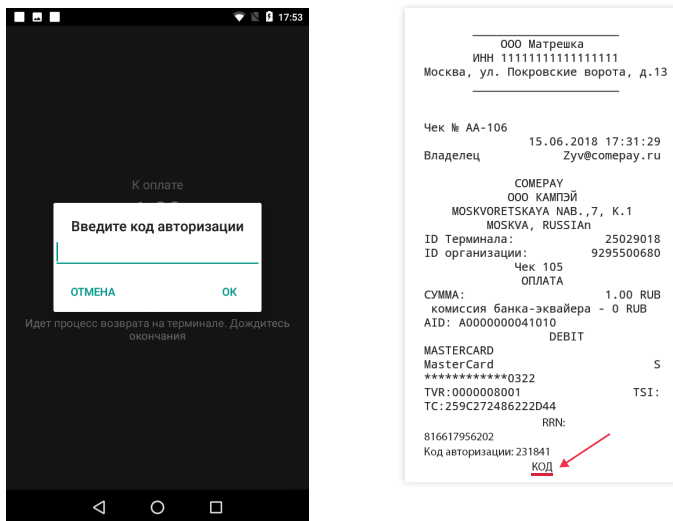 17:53
К оплате
Введите код авторизации
ОТМЕНА
ОК
Идет процесс возврата на терминале. Дождитесь
окончания
ООО Матрешка
ИНН 11111111111111111
Москва, ул. Покровские ворота, д.13
Чек № АА-106
15.06.2018 17:31:29
Владелец Zyv@comepay.ru
COMEPAY
ООО КАМПЭЙ
MOSKVORETSKAYA NAB.,7, K.1
MOSKVA, RUSSIAn
ID Терминала: 25029018
ID организации: 9295500680
Чек 105
ОПЛАТА
СУММА: 1.00 RUB
комиссия банка-эквайера - 0 RUB
AID: A0000000041010
DEBIT
MASTERCARD
MasterCard S
************0322
TVR:0000008001 TSI:
TC:259C272486222D44
RRN:
816617956202
Код авторизации: 231841
КОД